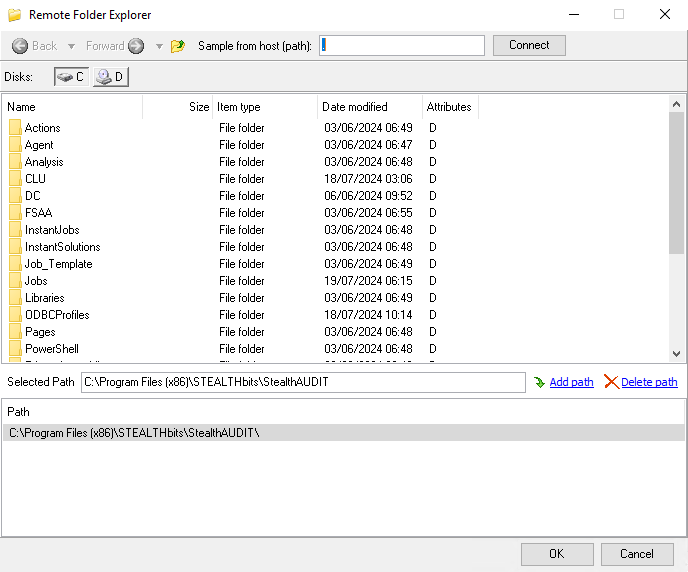 Remote Folder Explorer
Back Forward Sample from host (path): . Connect
Disks: C D
Name Size Item type Date modified Attributes
Actions File folder 03/06/2024 06:49 D
Agent File folder 03/06/2024 06:47 D
Analysis File folder 03/06/2024 06:48 D
CLU File folder 18/07/2024 03:06 D
DC File folder 06/06/2024 09:52 D
FSAA File folder 03/06/2024 06:55 D
InstantJobs File folder 03/06/2024 06:48 D
InstantSolutions File folder 03/06/2024 06:48 D
Job_Template File folder 03/06/2024 06:49 D
Jobs File folder 19/07/2024 06:15 D
Libraries File folder 03/06/2024 06:49 D
ODBCProfiles File folder 18/07/2024 10:14 D
Pages File folder 03/06/2024 06:48 D
PowerShell File folder 03/06/2024 06:48 D
Selected Path C:\Program Files (x86)\STEALTHbits\StealthAUDIT Add path Delete path
Path
C:\Program Files (x86)\STEALTHbits\StealthAUDIT\
OK Cancel